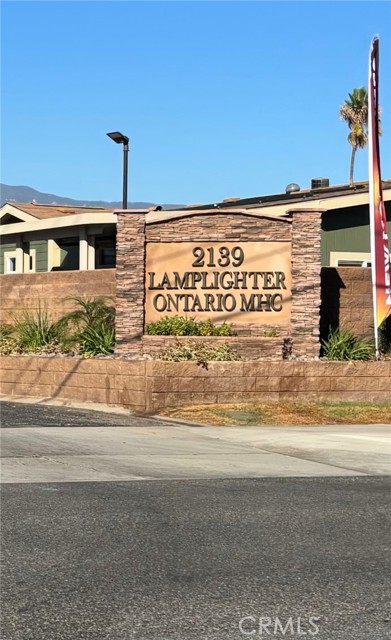 2139
LAMPLIGHTER
ONTARIO MHC
CRMLS